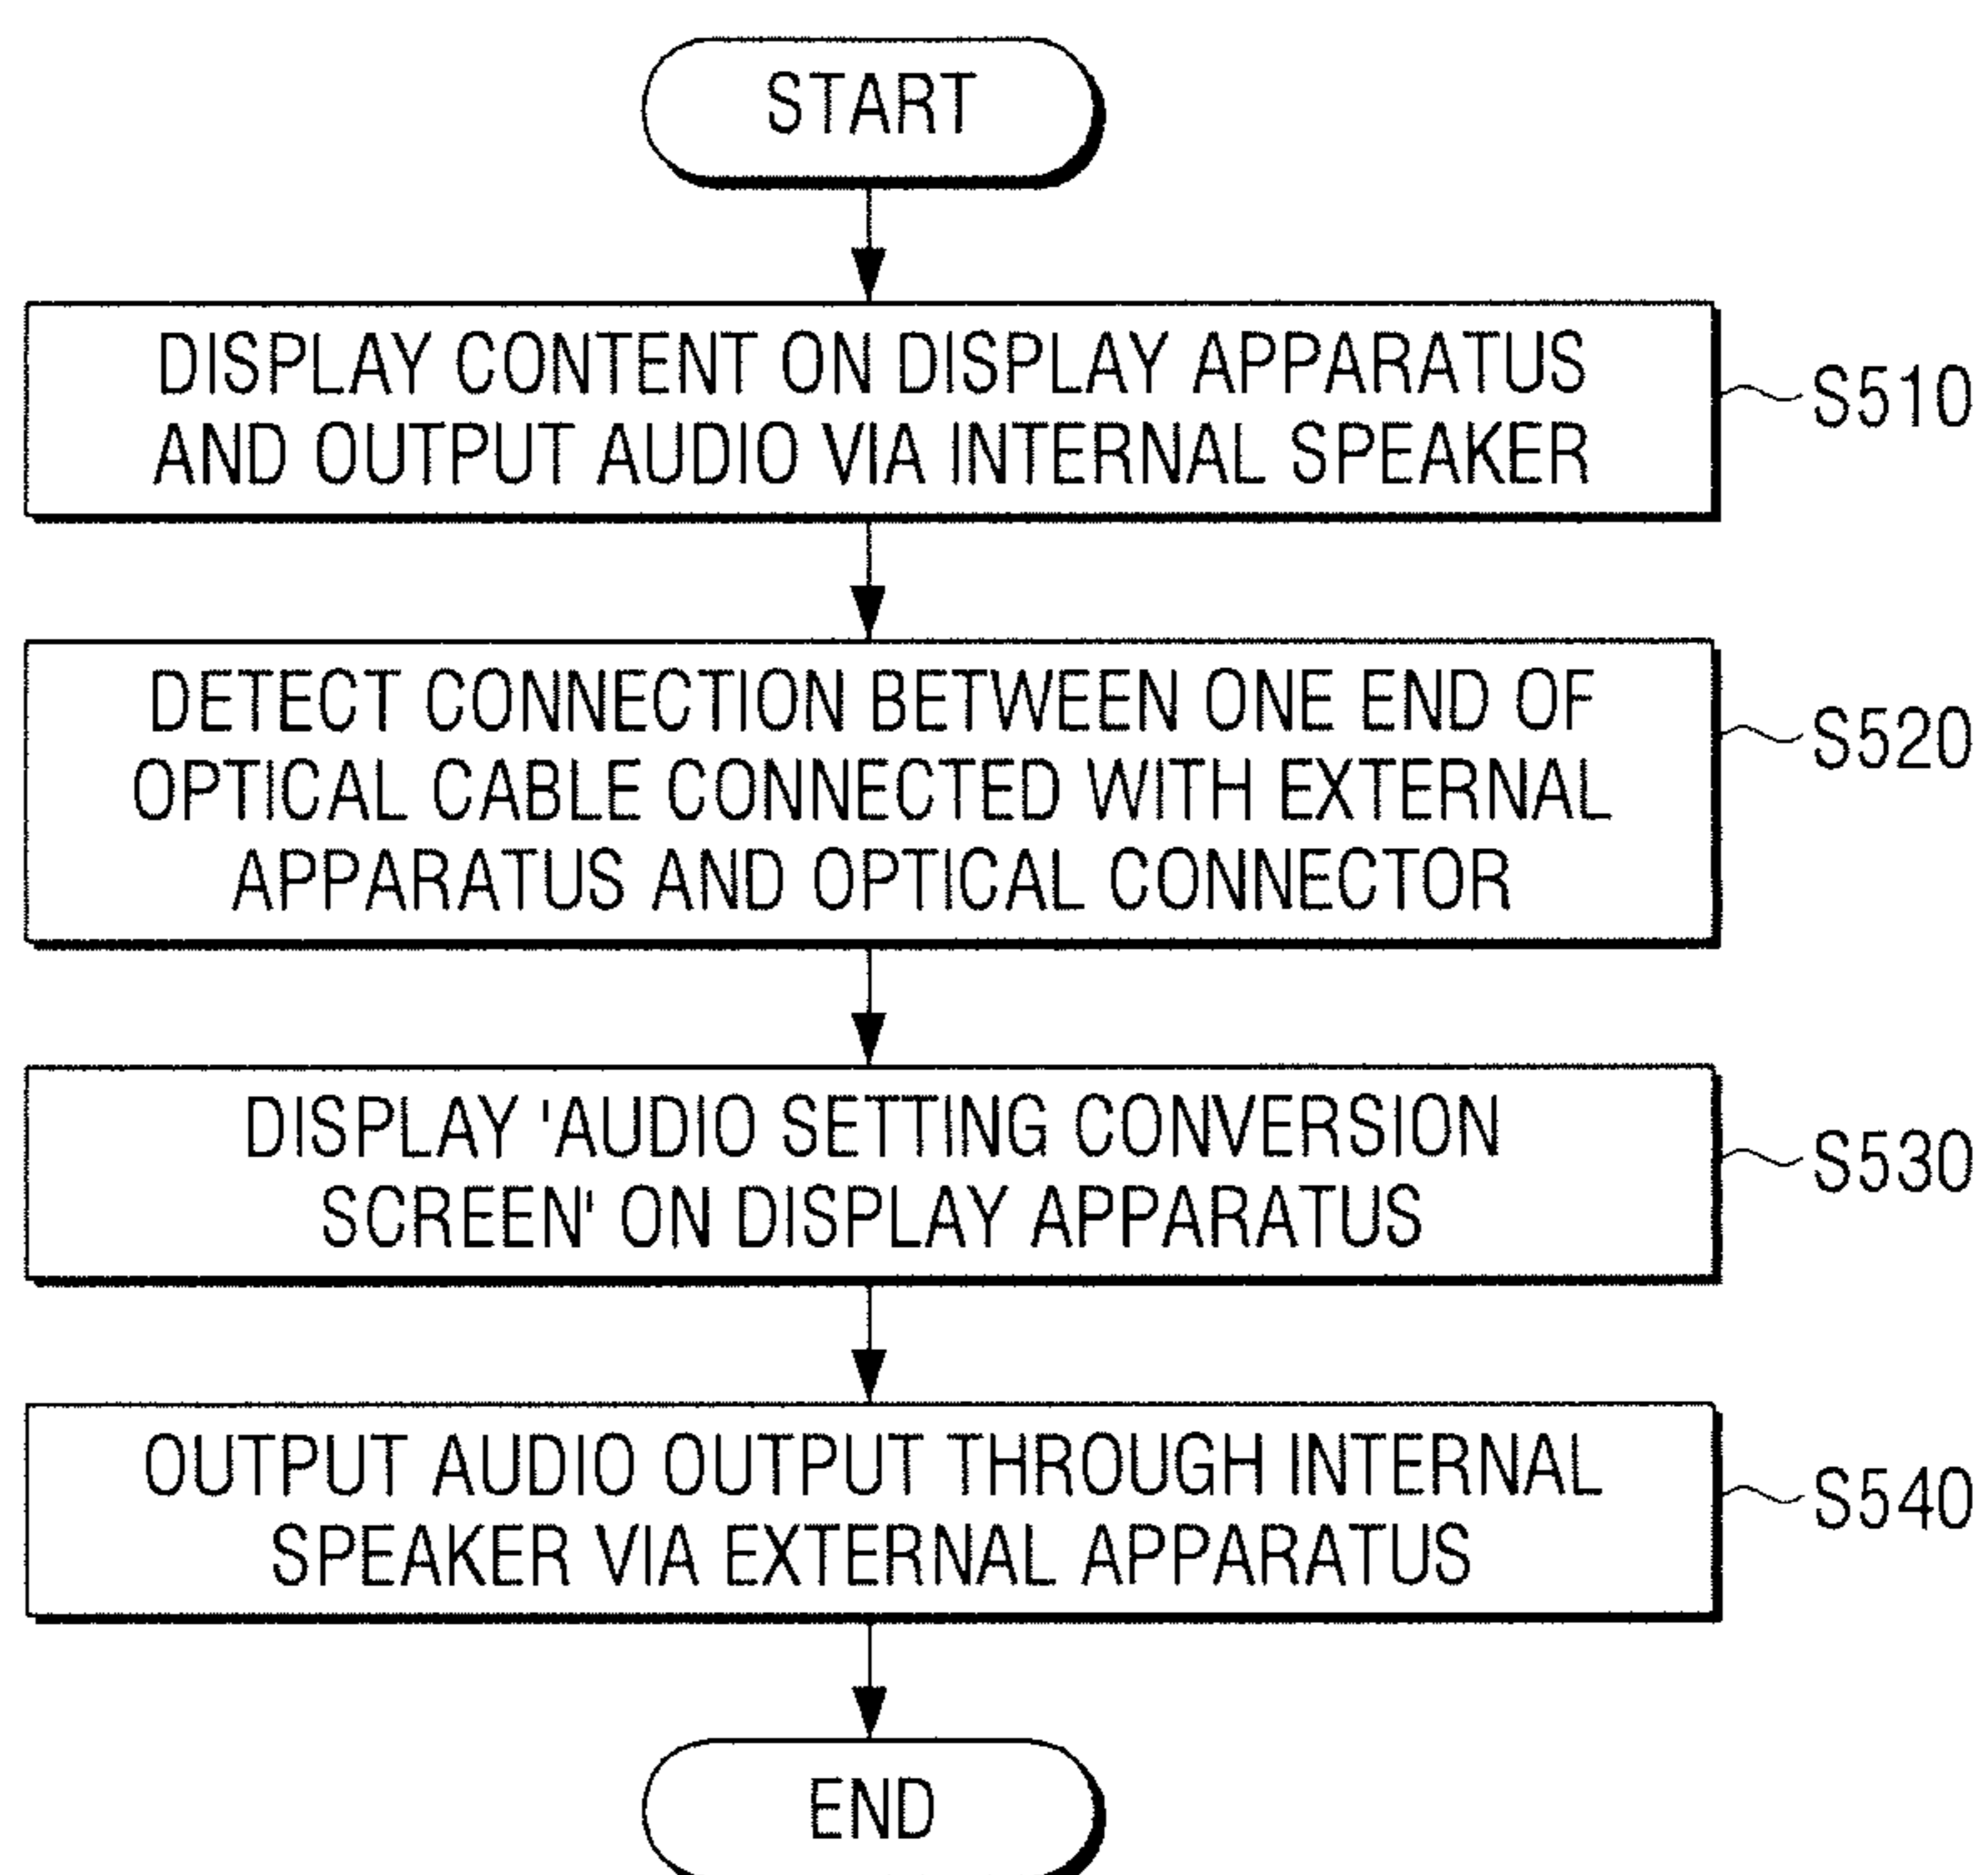 START
DISPLAY CONTENT ON DISPLAY APPARATUS
AND OUTPUT AUDIO VIA INTERNAL SPEAKER
S510
DETECT CONNECTION BETWEEN ONE END OF
OPTICAL CABLE CONNECTED WITH EXTERNAL
APPARATUS AND OPTICAL CONNECTOR
S520
DISPLAY 'AUDIO SETTING CONVERSION
SCREEN' ON DISPLAY APPARATUS
S530
OUTPUT AUDIO OUTPUT THROUGH INTERNAL
SPEAKER VIA EXTERNAL APPARATUS
S540
END